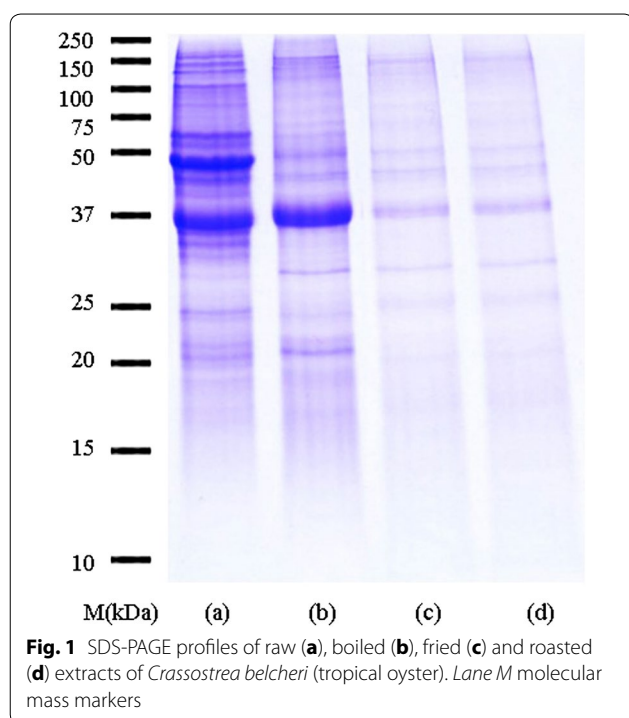 250
150
100
75
50
37
25
20
15
10
M(kDa) (a) (b) (c) (d)
Fig. 1 SDS-PAGE profiles of raw (a), boiled (b), fried (c) and roasted
(d) extracts of Crassostrea belcheri (tropical oyster). Lane M molecular
mass markers